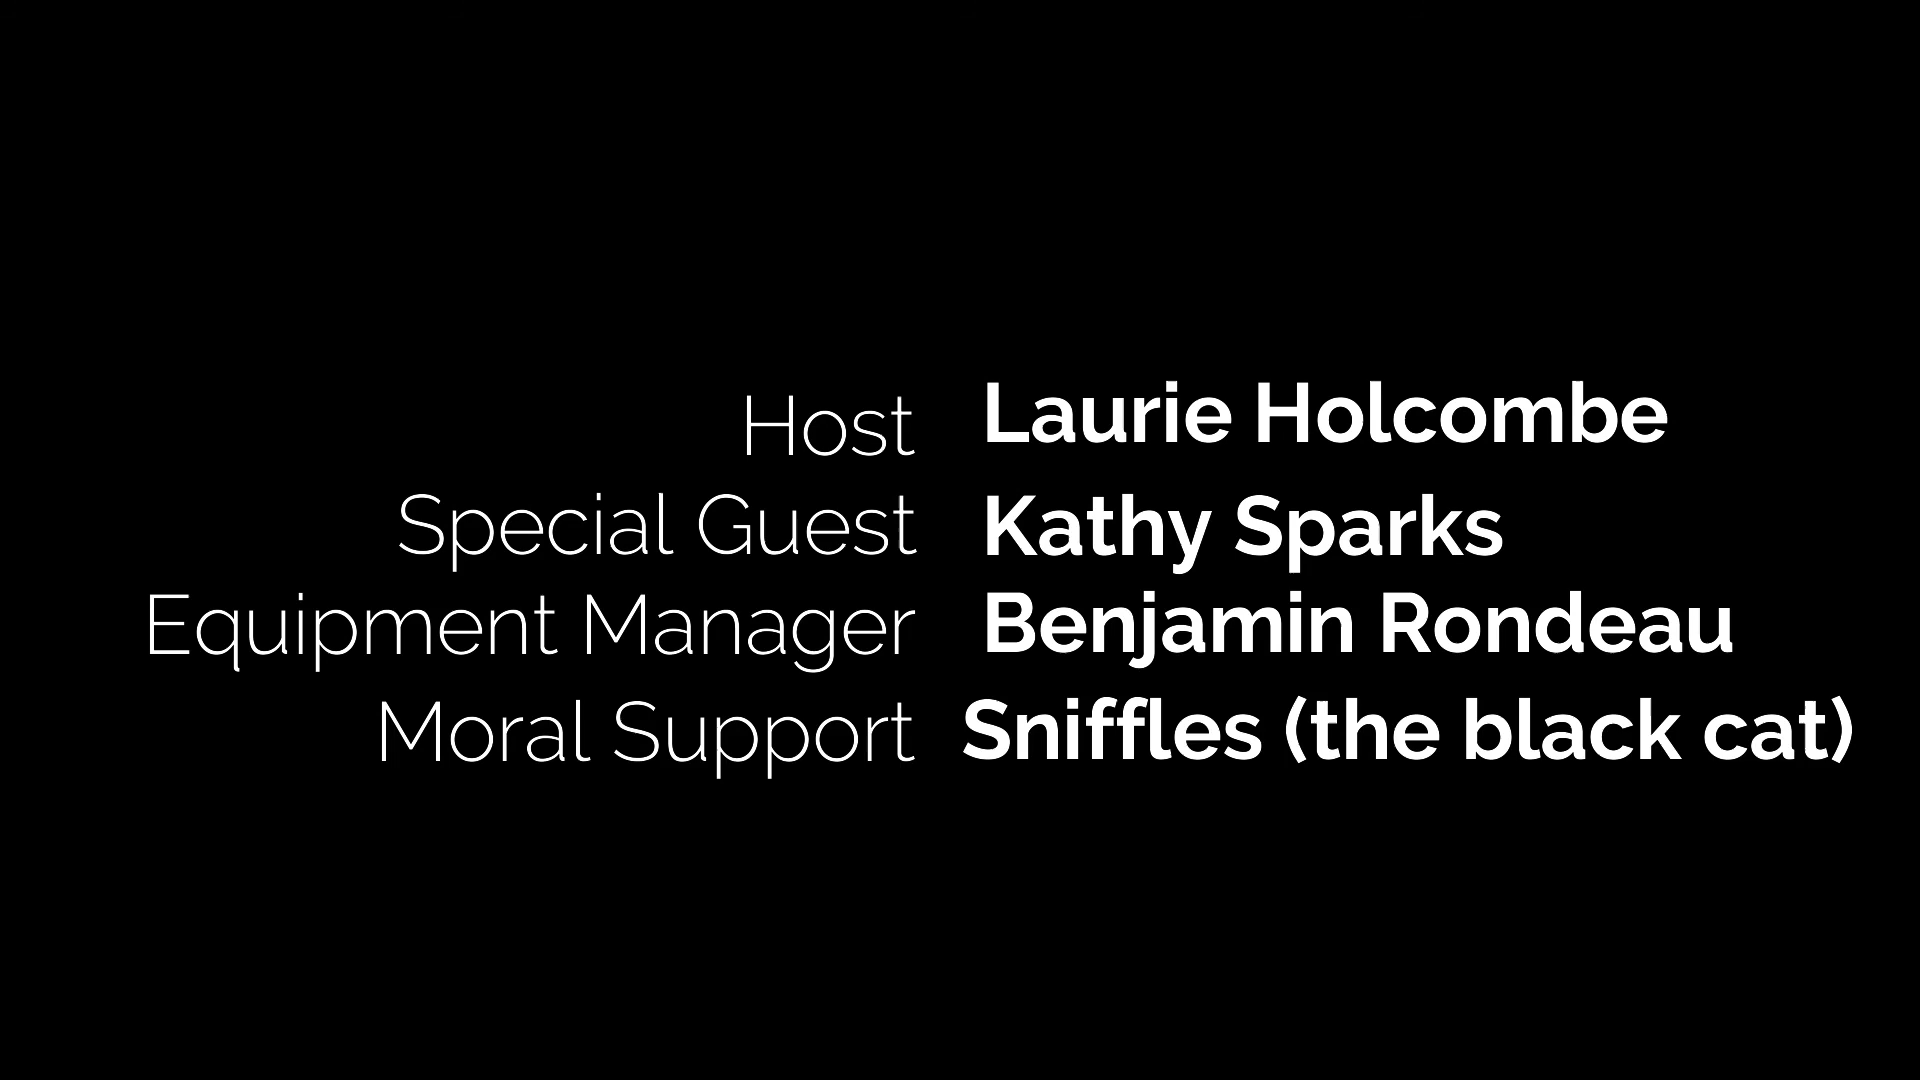 Host Laurie Holcombe
Special Guest Kathy Sparks
Equipment Manager Benjamin Rondeau
Moral Support Sniffles (the black cat)